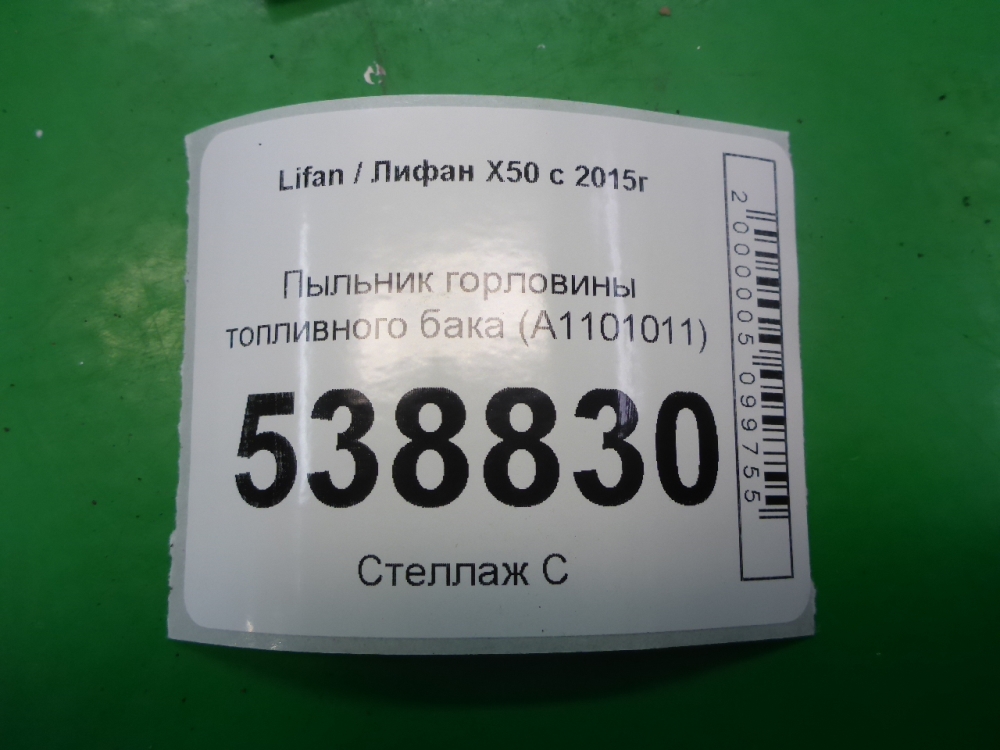 Lifan / Лифан X50 с 2015г
Пыльник горловины
топливного бака (A1101011)
538830
Стеллаж С
2000005099755